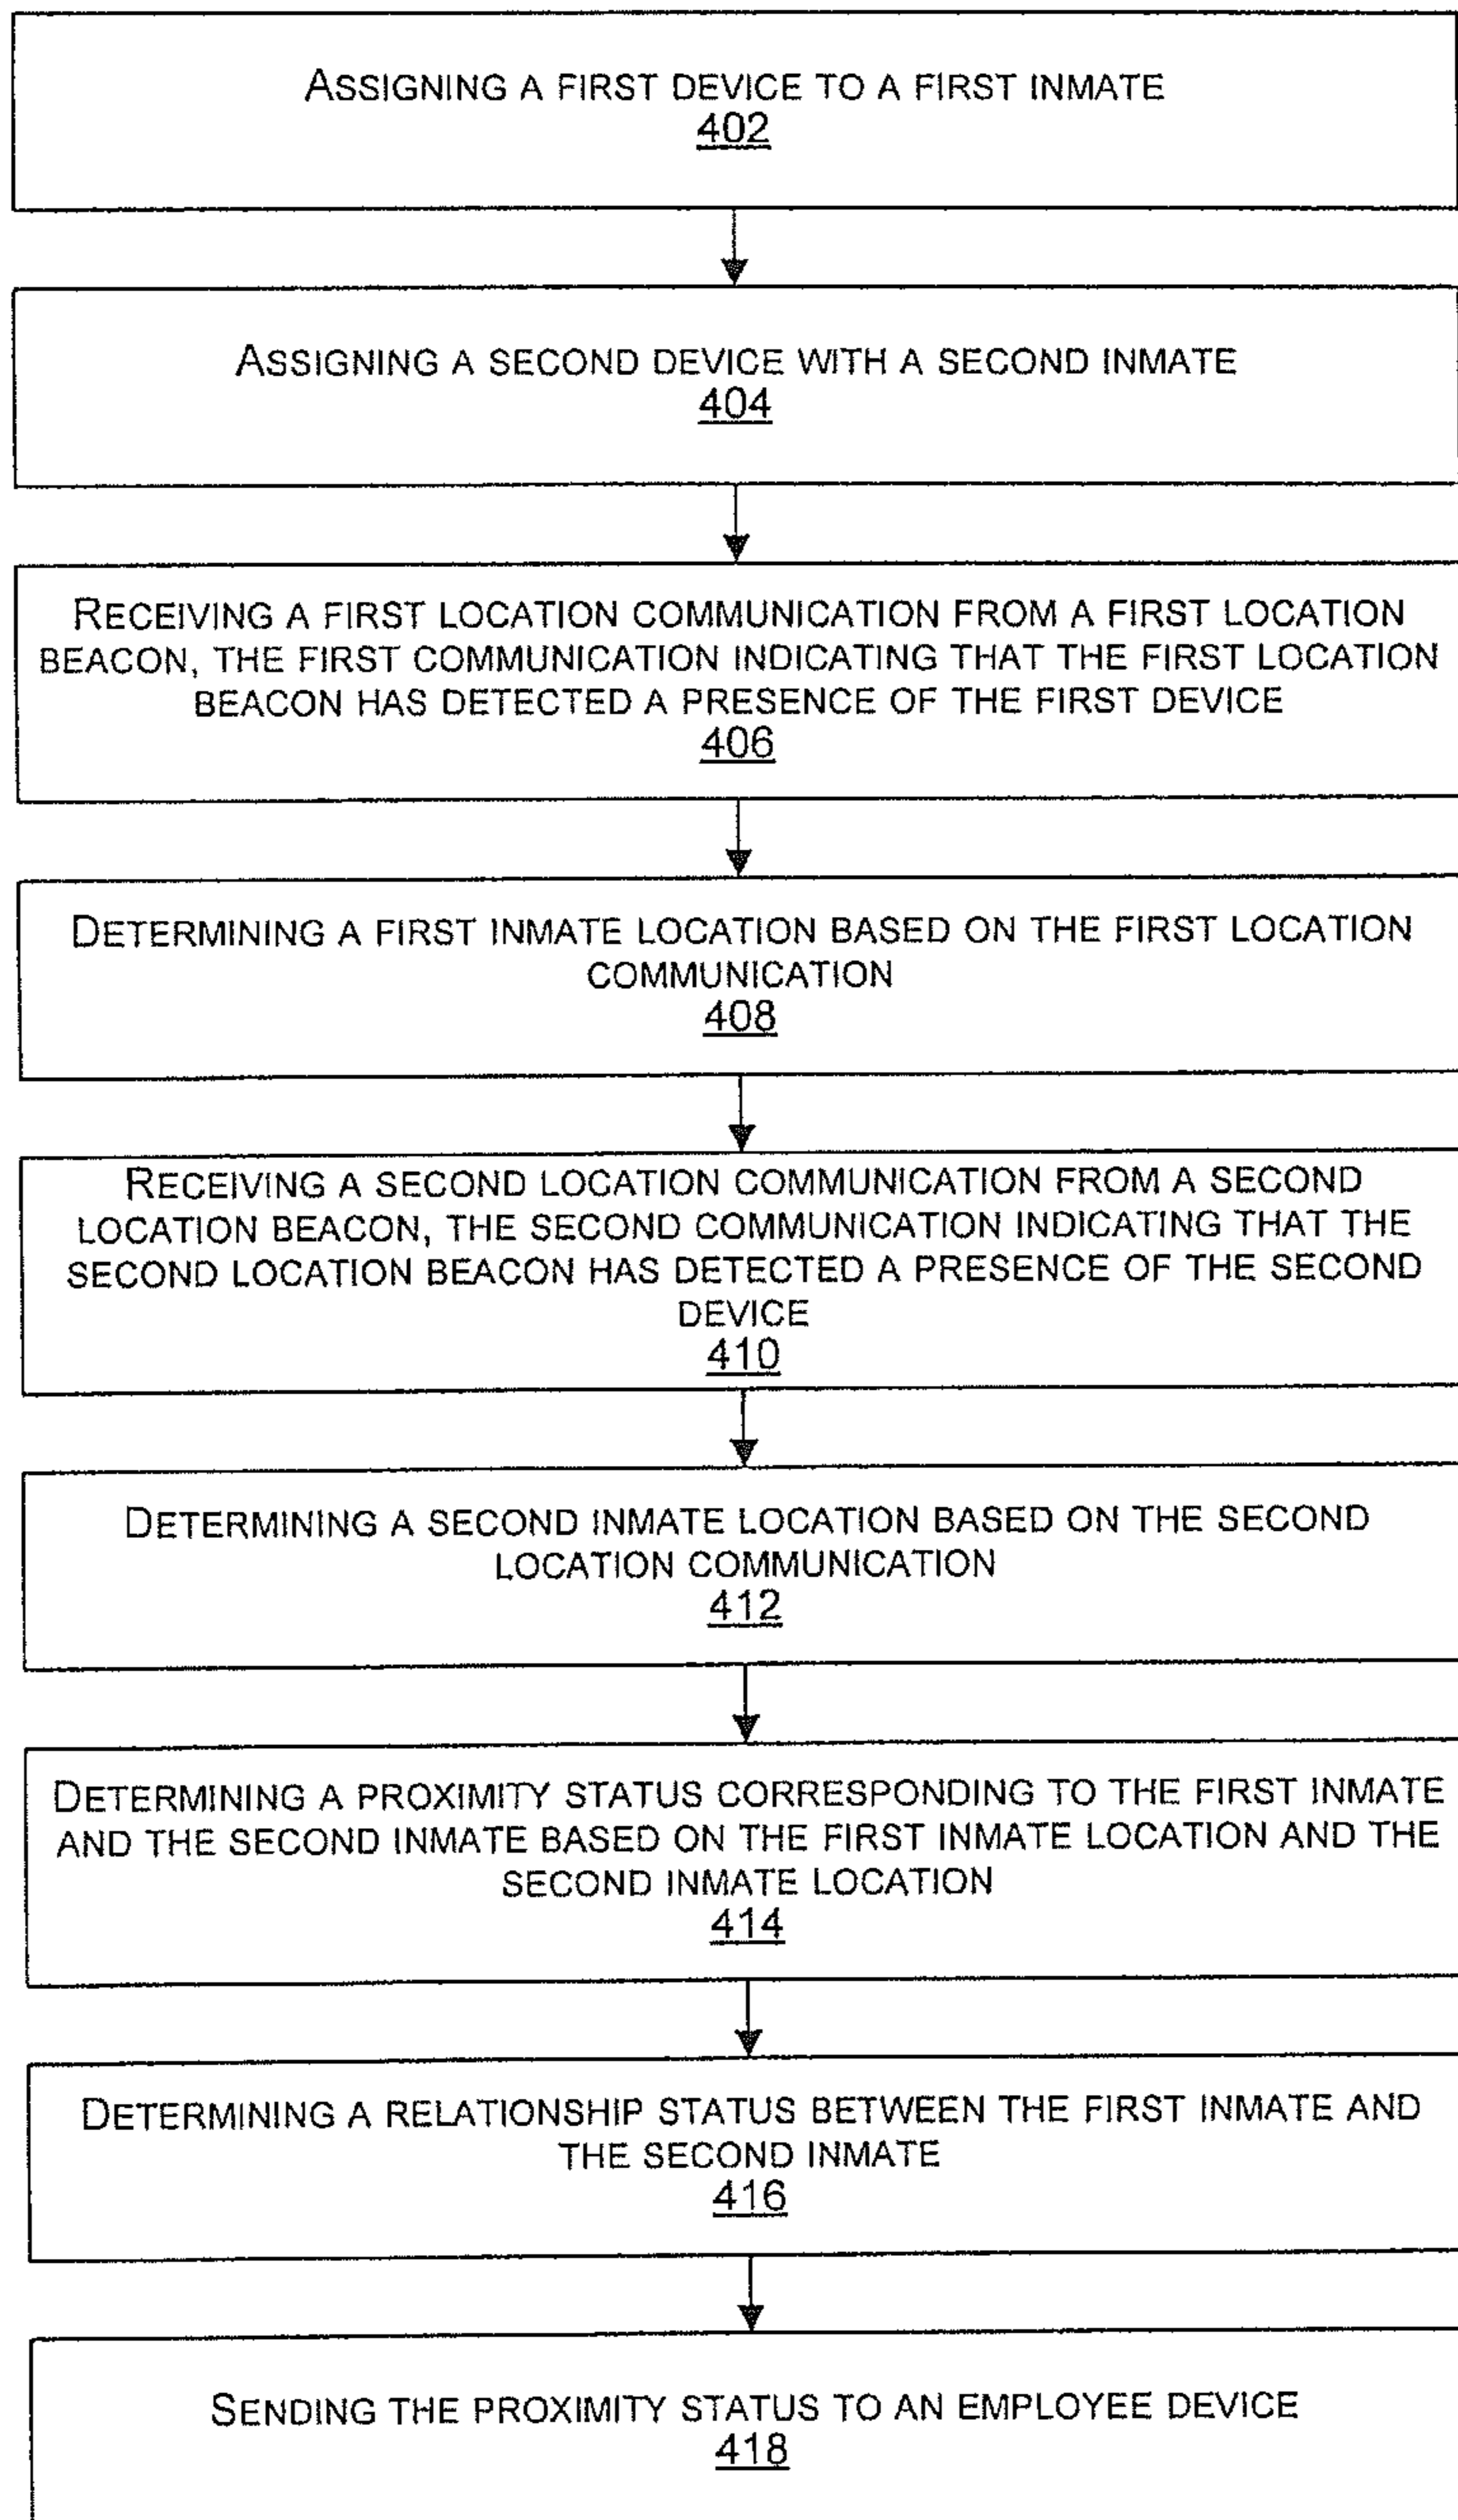 ASSIGNING A FIRST DEVICE TO A FIRST INMATE
402
ASSIGNING A SECOND DEVICE WITH A SECOND INMATE
404
RECEIVING A FIRST LOCATION COMMUNICATION FROM A FIRST LOCATION
BEACON, THE FIRST COMMUNICATION INDICATING THAT THE FIRST LOCATION
BEACON HAS DETECTED A PRESENCE OF THE FIRST DEVICE
406
DETERMINING A FIRST INMATE LOCATION BASED ON THE FIRST LOCATION
COMMUNICATION
408
RECEIVING A SECOND LOCATION COMMUNICATION FROM A SECOND
LOCATION BEACON, THE SECOND COMMUNICATION INDICATING THAT THE
SECOND LOCATION BEACON HAS DETECTED A PRESENCE OF THE SECOND
DEVICE
410
DETERMINING A SECOND INMATE LOCATION BASED ON THE SECOND
LOCATION COMMUNICATION
412
DETERMINING A PROXIMITY STATUS CORRESPONDING TO THE FIRST INMATE
AND THE SECOND INMATE BASED ON THE FIRST INMATE LOCATION AND THE
SECOND INMATE LOCATION
414
DETERMINING A RELATIONSHIP STATUS BETWEEN THE FIRST INMATE AND
THE SECOND INMATE
416
SENDING THE PROXIMITY STATUS TO AN EMPLOYEE DEVICE
418